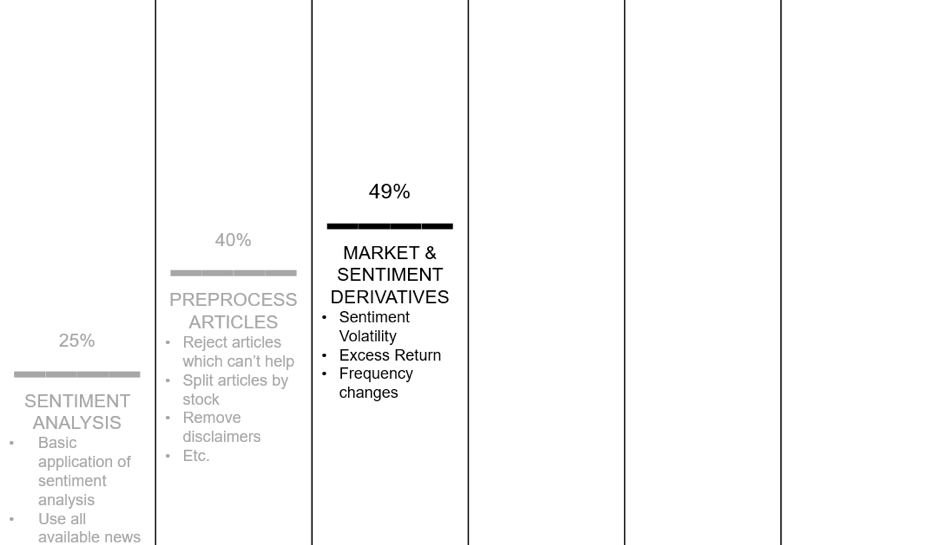 25%
SENTIMENT
ANALYSIS
• Basic
application of
sentiment
analysis
• Use all
available news
40%
PREPROCESS
ARTICLES
• Reject articles
which can't help
• Split articles by
stock
• Remove
disclaimers
• Etc.
49%
MARKET &
SENTIMENT
DERIVATIVES
• Sentiment
Volatility
• Excess Return
• Frequency
changes